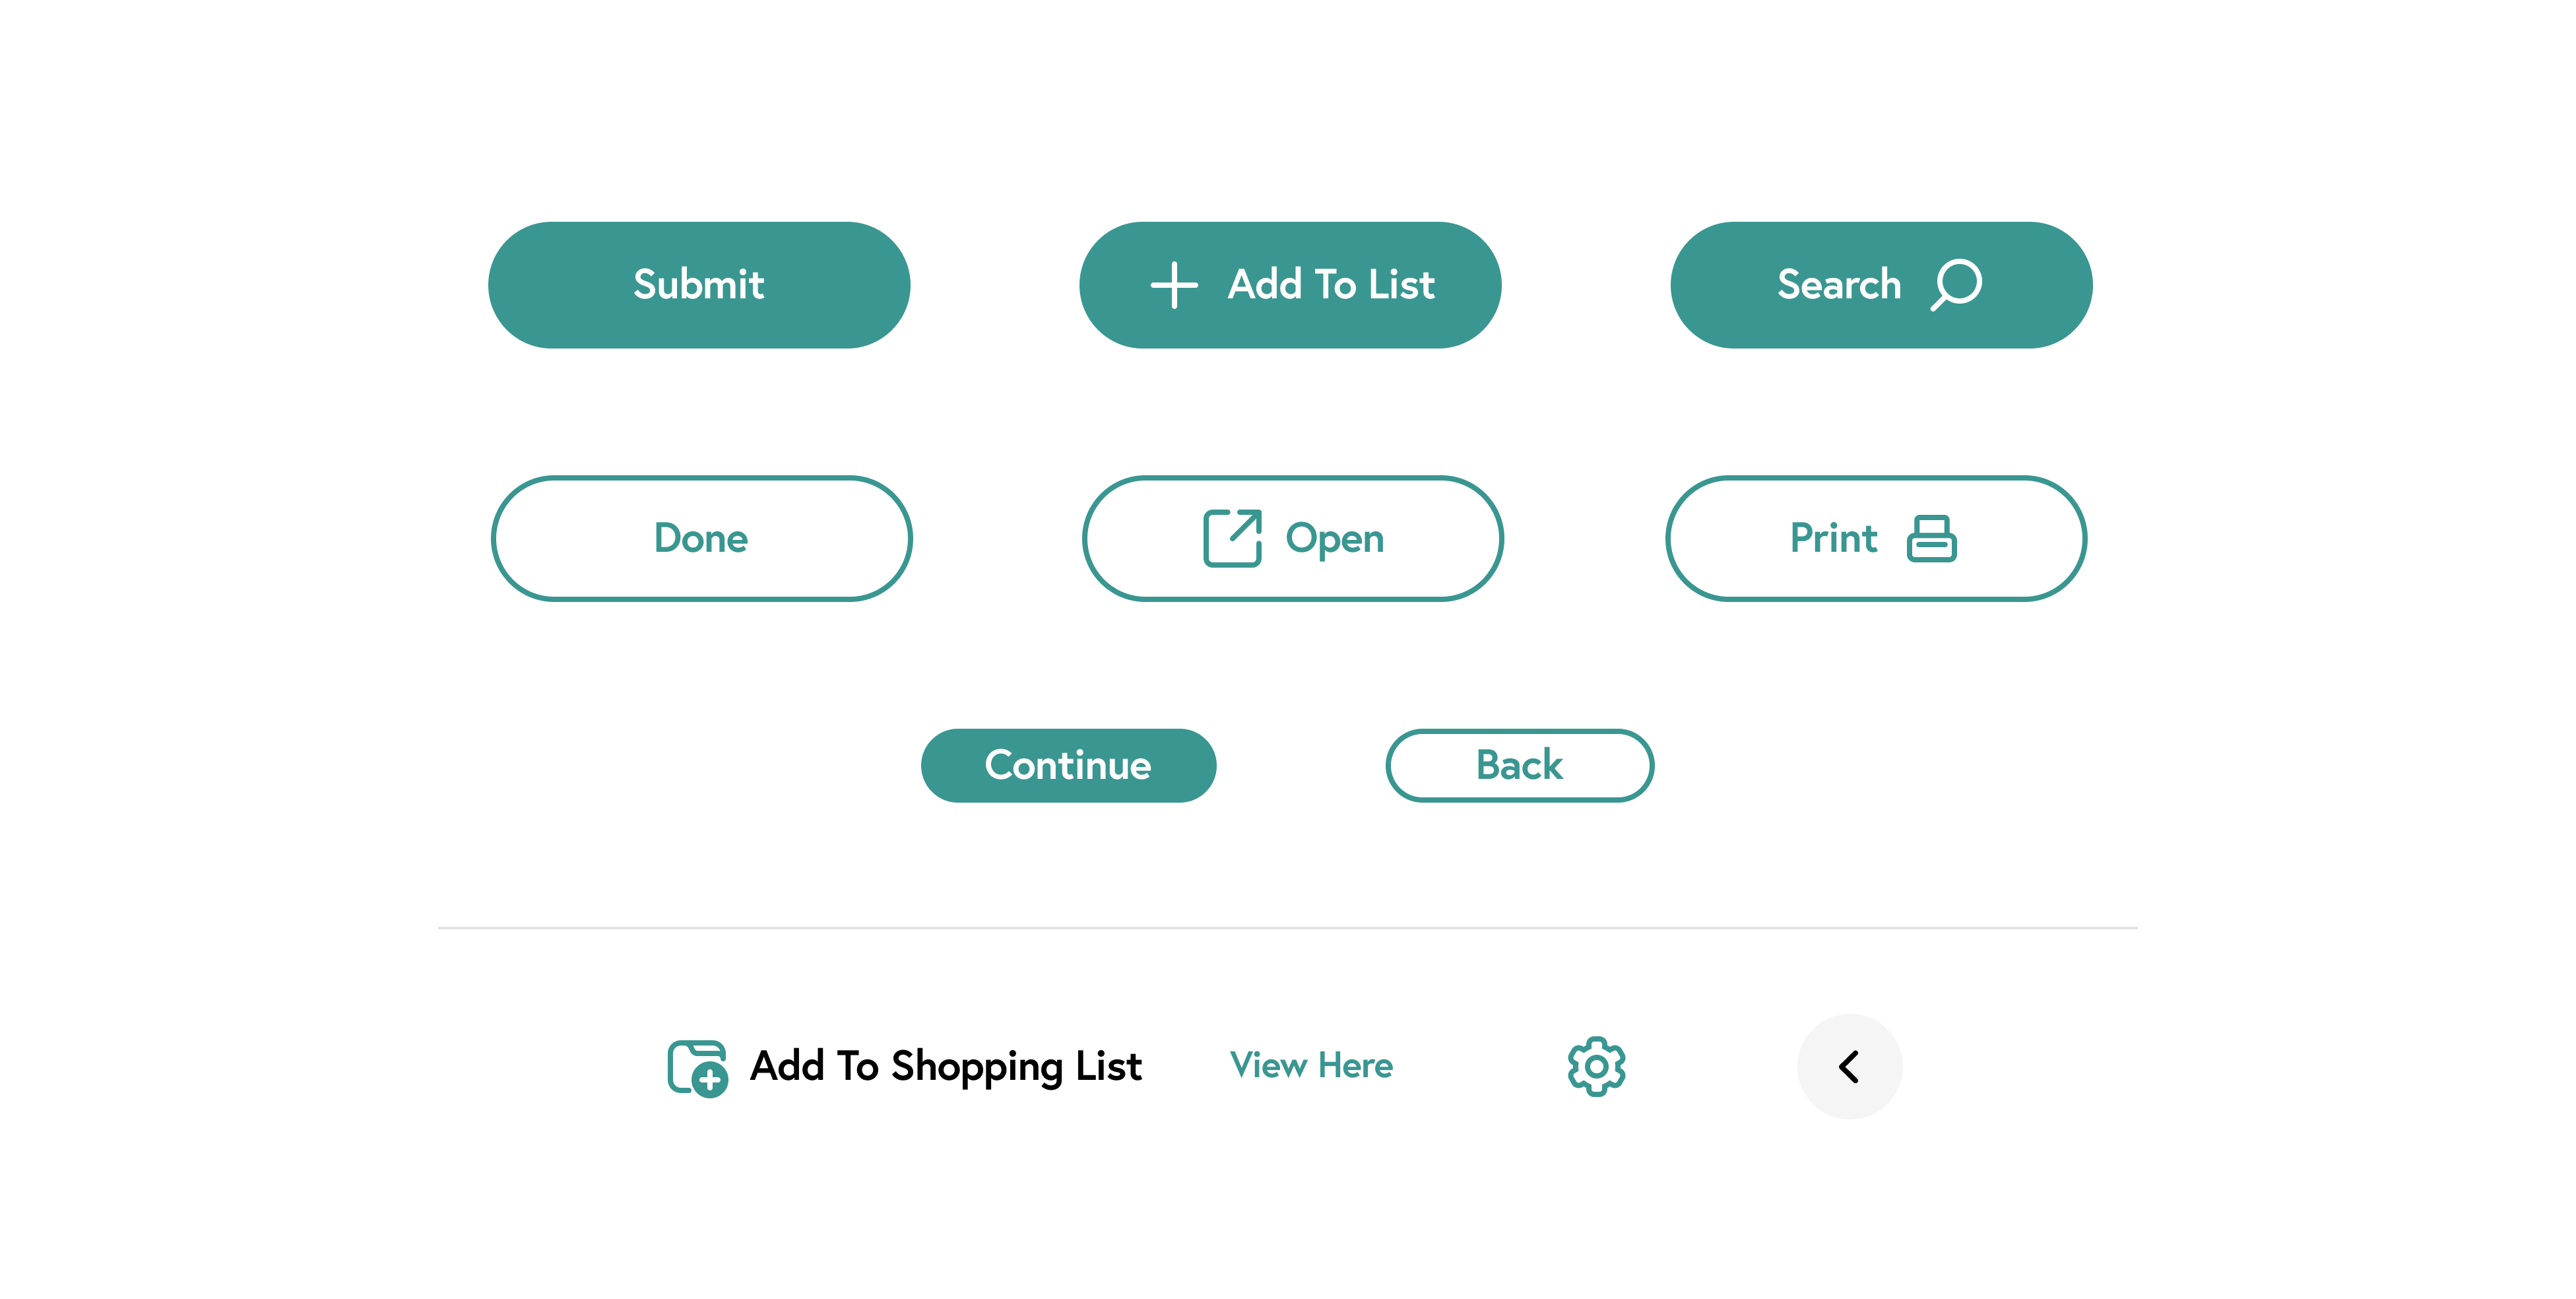 Submit
Add To List
Search
Done
Open
Print
Continue
Back
Add To Shopping List
View Here